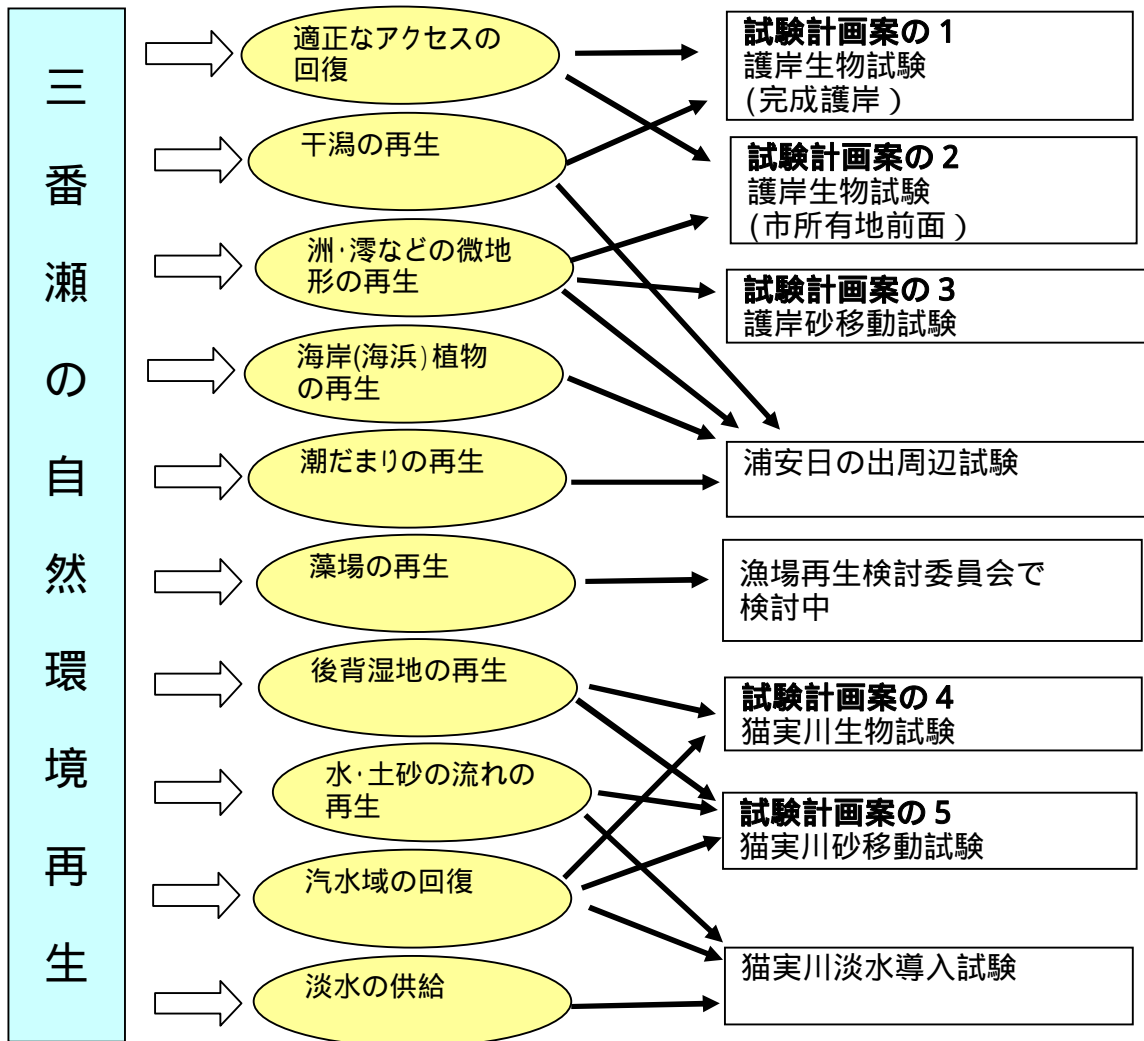 三番瀬の自然環境再生
適正なアクセスの
回復
干潟の再生
洲・澪などの微地
形の再生
海岸(海浜)植物
の再生
潮だまりの再生
藻場の再生
後背湿地の再生
水・土砂の流れの
再生
汽水域の回復
淡水の供給
試験計画案の1
護岸生物試験
(完成護岸)
試験計画案の2
護岸生物試験
(市所有地前面)
試験計画案の3
護岸砂移動試験
浦安日の出周辺試験
漁場再生検討委員会で
検討中
試験計画案の4
猫実川生物試験
試験計画案の5
猫実川砂移動試験
猫実川淡水導入試験